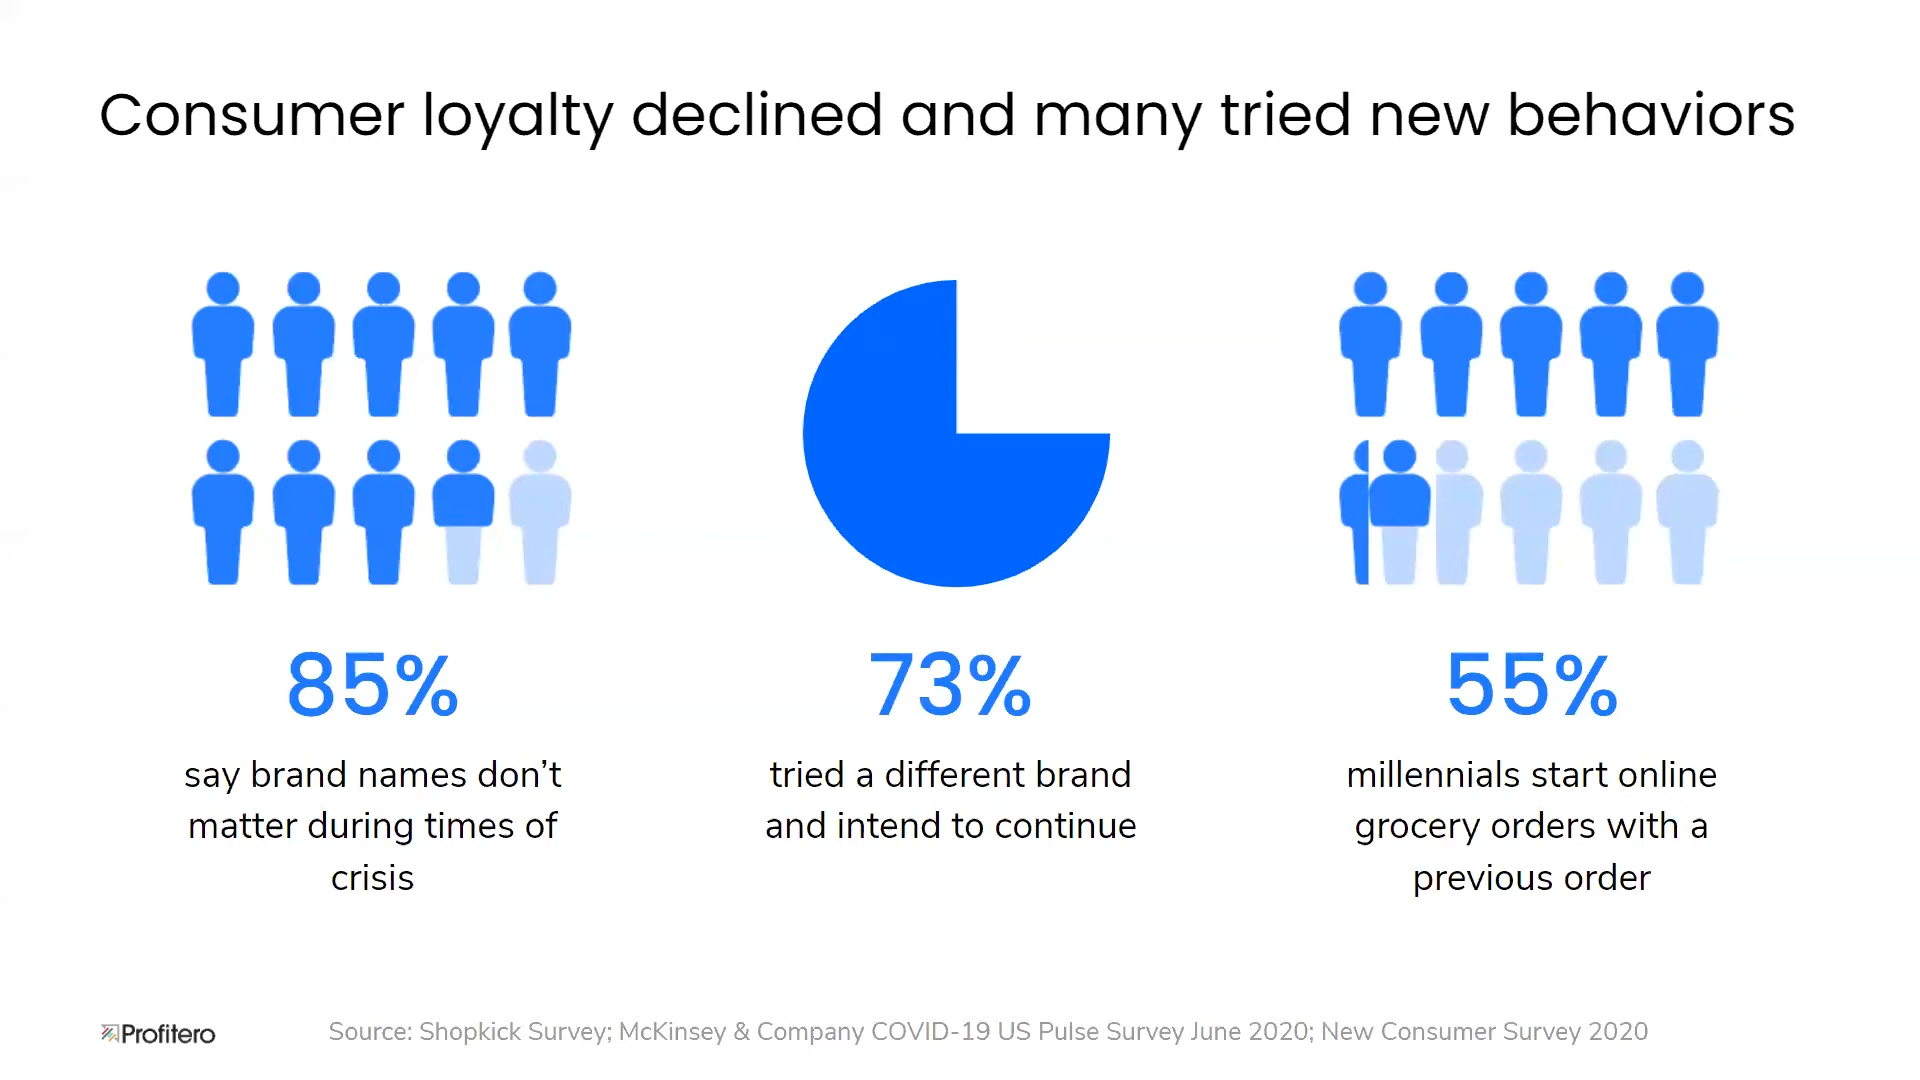 Consumer loyalty declined and many tried new behaviors
85%
say brand names don’t
matter during times of
crisis
73%
tried a different brand
and intend to continue
55%
millennials start online
grocery orders with a
previous order
Profitero
Source: Shopkick Survey; McKinsey & Company COVID-19 US Pulse Survey June 2020; New Consumer Survey 2020